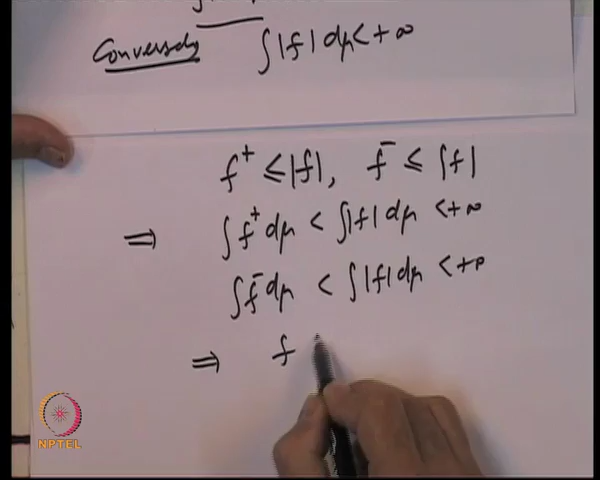 Conversely ∫|f| dμ < +∞
f⁺ ≤ |f|, f⁻ ≤ |f|
⇒ ∫f⁺dμ < ∫|f| dμ < +∞
∫f⁻dμ < ∫|f|dμ < +∞
⇒ f
NPTEL